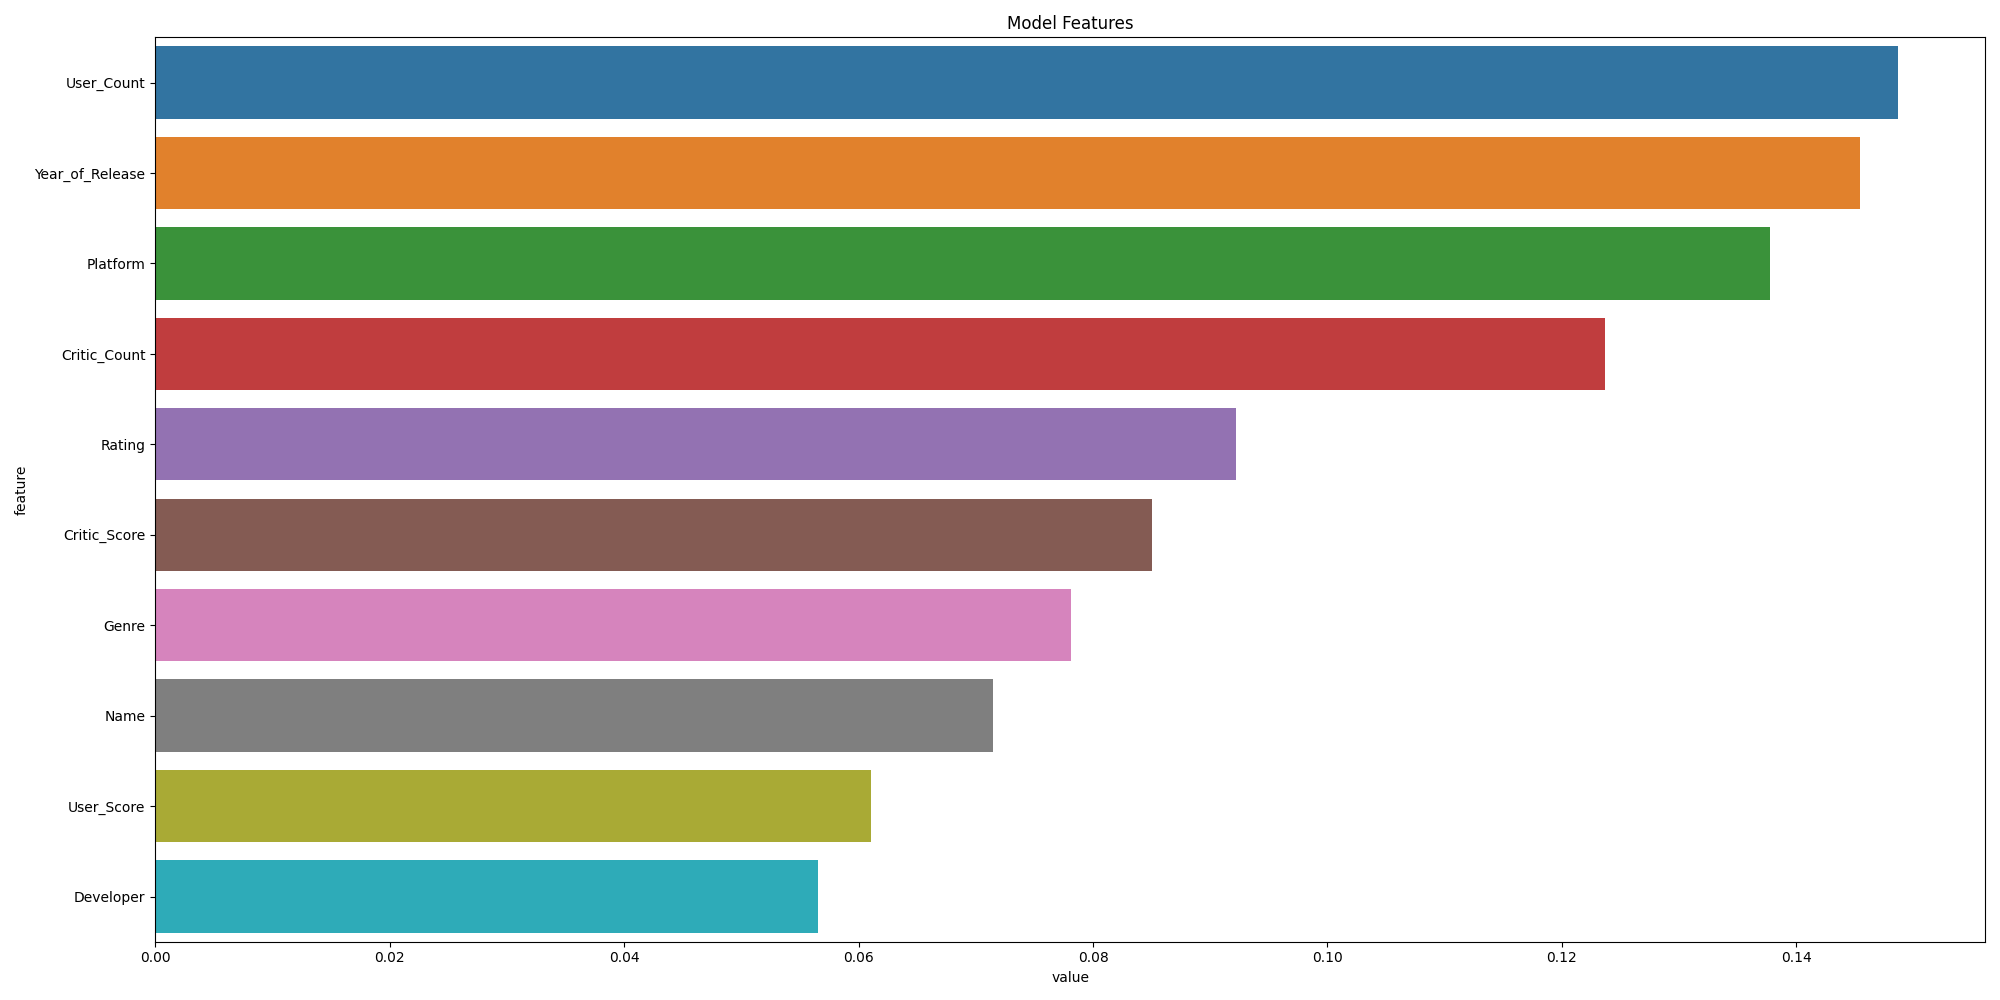 Model Features
User_Count
Year_of_Release
Platform
Critic_Count
Rating
Critic_Score
Genre
Name
User_Score
Developer
feature
0.00 0.02 0.04 0.06 0.08 0.10 0.12 0.14
value